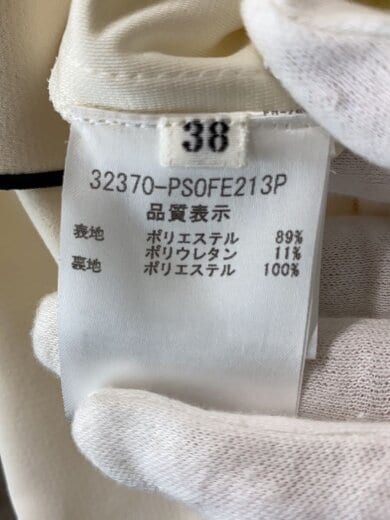 38
32370-PSOFE213P
品質表示
表地 ポリエステル 89%
ポリウレタン 11%
裏地 ポリエステル 100%